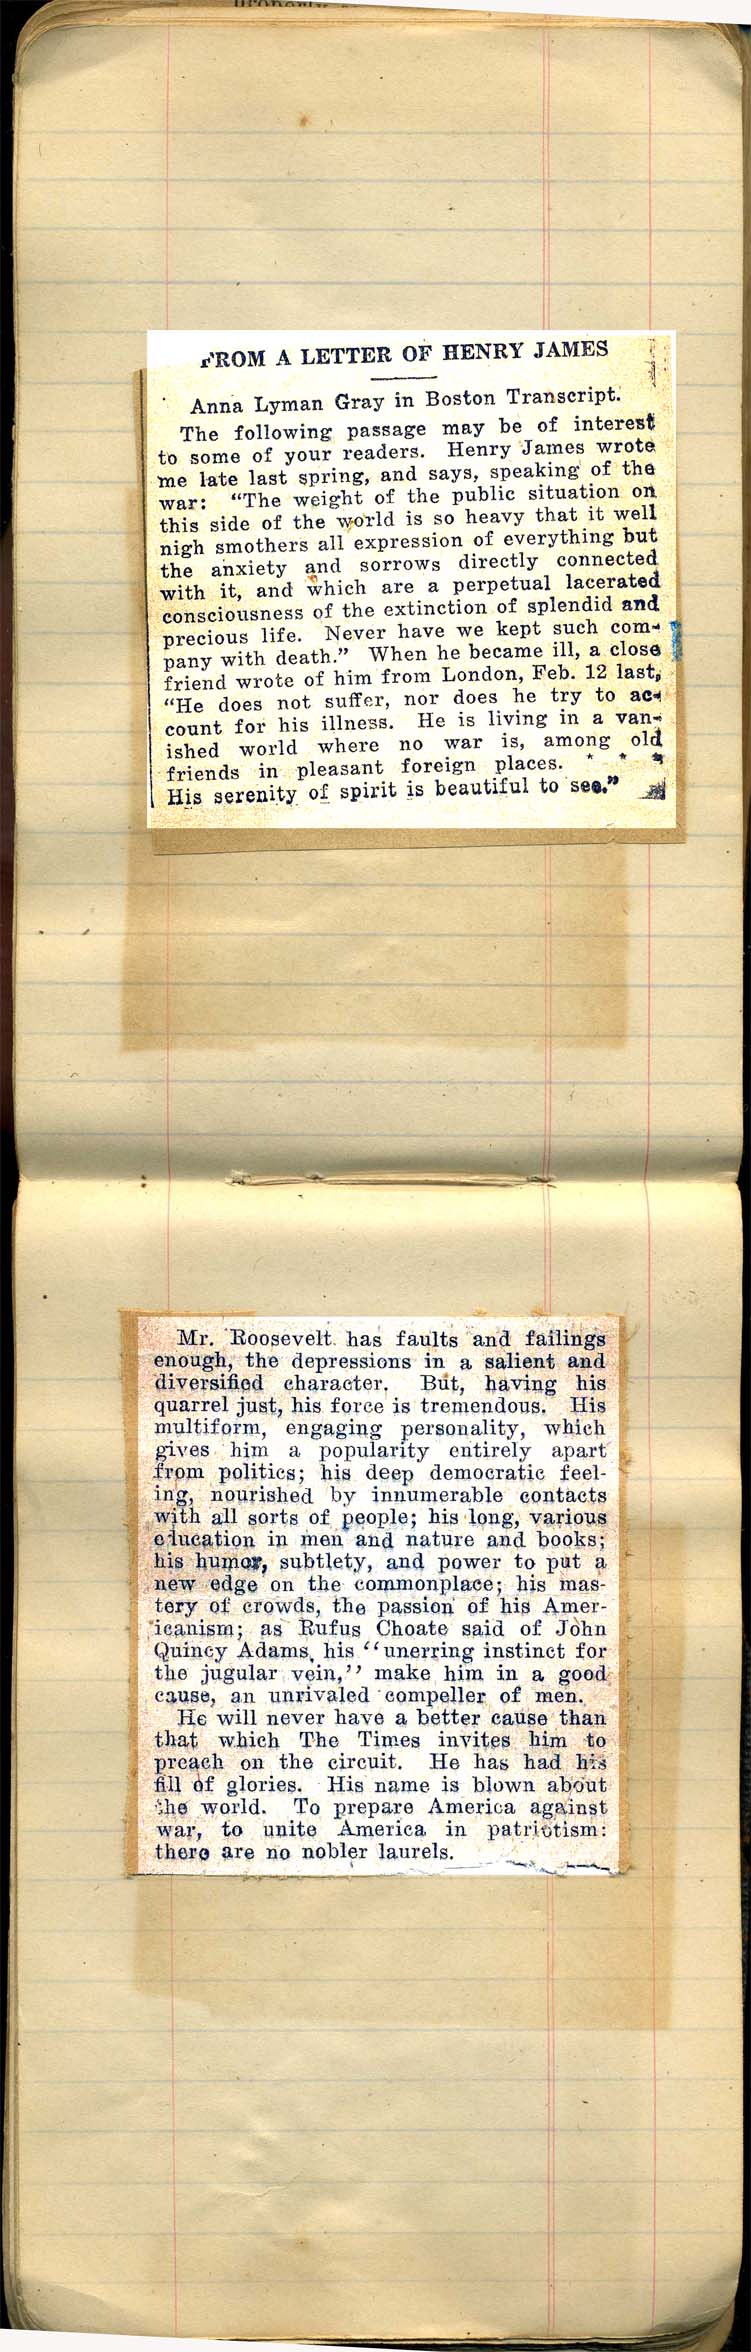 FROM A LETTER OF HENRY JAMES
Anna Lyman Gray in Boston Transcript.
The following passage may be of interest
to some of your readers. Henry James wrote
me late last spring, and says, speaking of the
war: "The weight of the public situation on
this side of the world is so heavy that it well
nigh smothers all expression of everything but
the anxiety and sorrows directly connected
with it, and which are a perpetual lacerated
consciousness of the extinction of splendid and
precious life. Never have we kept such com-
pany with death." When he became ill, a close
friend wrote of him from London, Feb. 12 last,
"He does not suffer, nor does he try to ac-
count for his illness. He is living in a van-
ished world where no war is, among old
friends in pleasant foreign places. * * *
His serenity of spirit is beautiful to see."
Mr. Roosevelt has faults and failings
enough, the depressions in a salient and
diversified character. But, having his
quarrel just, his force is tremendous. His
multiform, engaging personality, which
gives him a popularity entirely apart
from politics; his deep democratic feel-
ing, nourished by innumerable contacts
with all sorts of people; his long, various
education in men and nature and books;
his humor, subtlety, and power to put a
new edge on the commonplace; his mas-
tery of crowds, the passion of his Amer-
icanism; as Rufus Choate said of John
Quincy Adams, his "unerring instinct for
the jugular vein," make him in a good
cause, an unrivaled compeller of men.
He will never have a better cause than
that which The Times invites him to
preach on the circuit. He has had his
fill of glories. His name is blown about
the world. To prepare America against
war, to unite America in patriotism:
there are no nobler laurels.